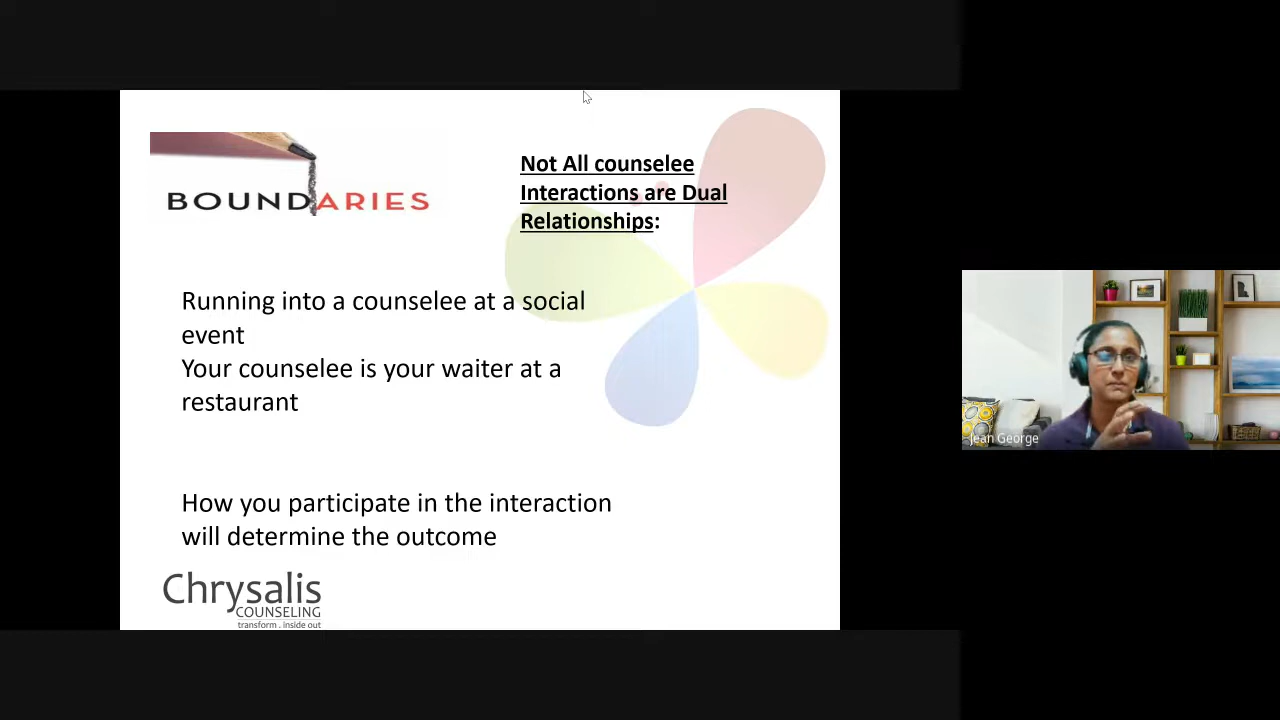 BOUNDARIES
Not All counselee
Interactions are Dual
Relationships:
Running into a counselee at a social
event
Your counselee is your waiter at a
restaurant
How you participate in the interaction
will determine the outcome
Chrysalis
COUNSELING
transform . inside out
Jean George